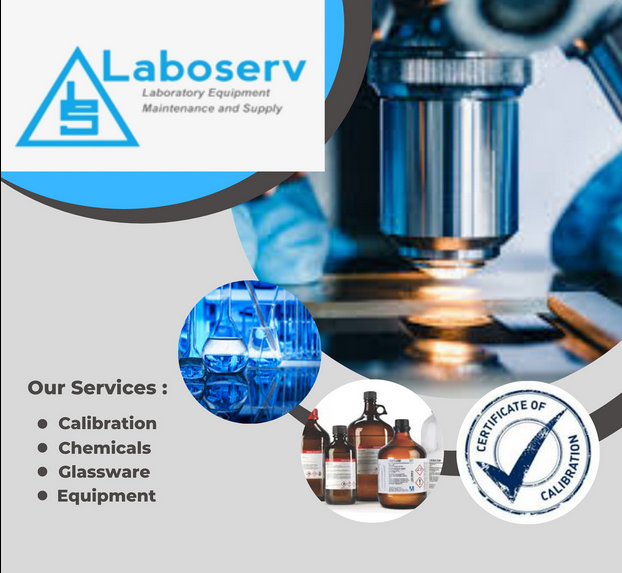 Laboserv
Laboratory Equipment
Maintenance and Supply
Our Services :
Calibration
Chemicals
Glassware
Equipment
CERTIFICATE OF
CALIBRATION